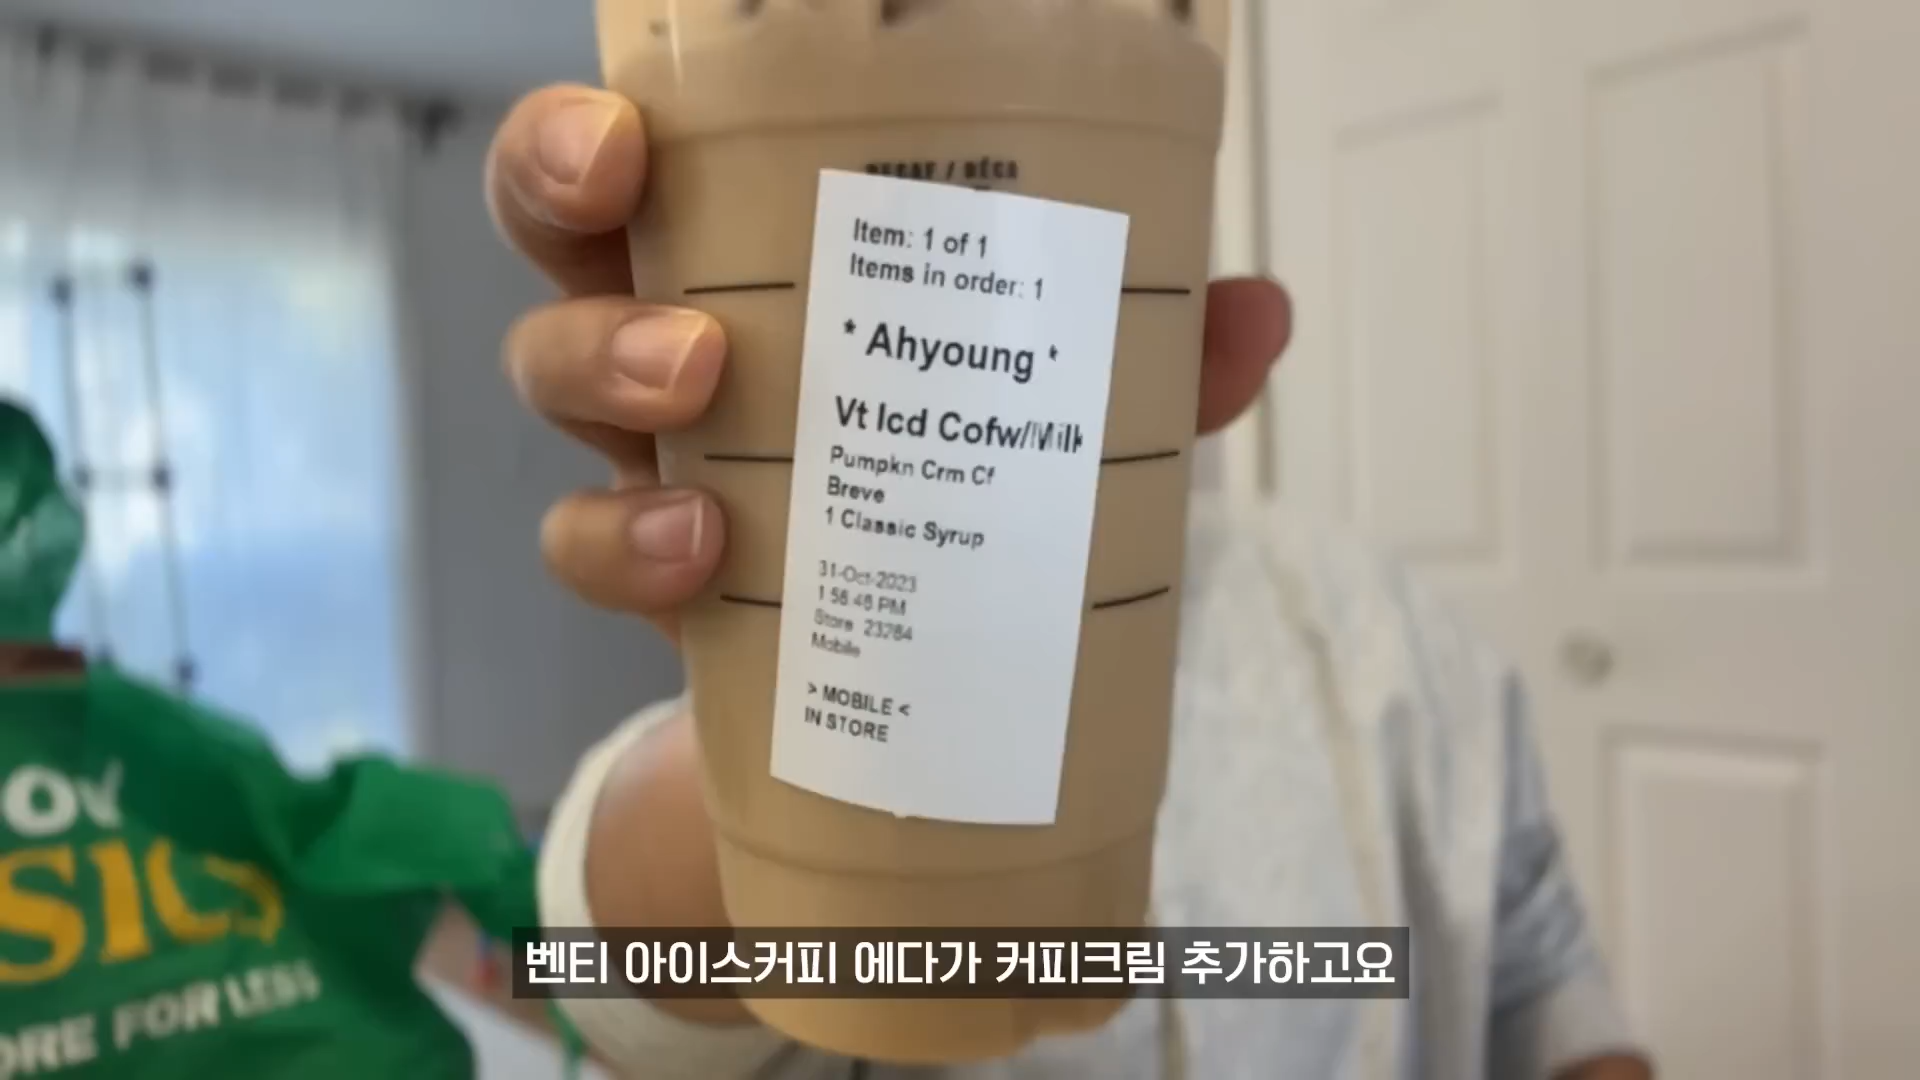 Item: 1 of 1
Items in order: 1
* Ahyoung *
Vt Icd Cofw/Milk
Pumpkn Crm Cf
Breve
1 Classic Syrup
31-Oct-2023
1:56:46 PM
Store 23284
Mobile
> MOBILE <
IN STORE
FOR LESS
벤티 아이스커피 에다가 커피크림 추가하고요